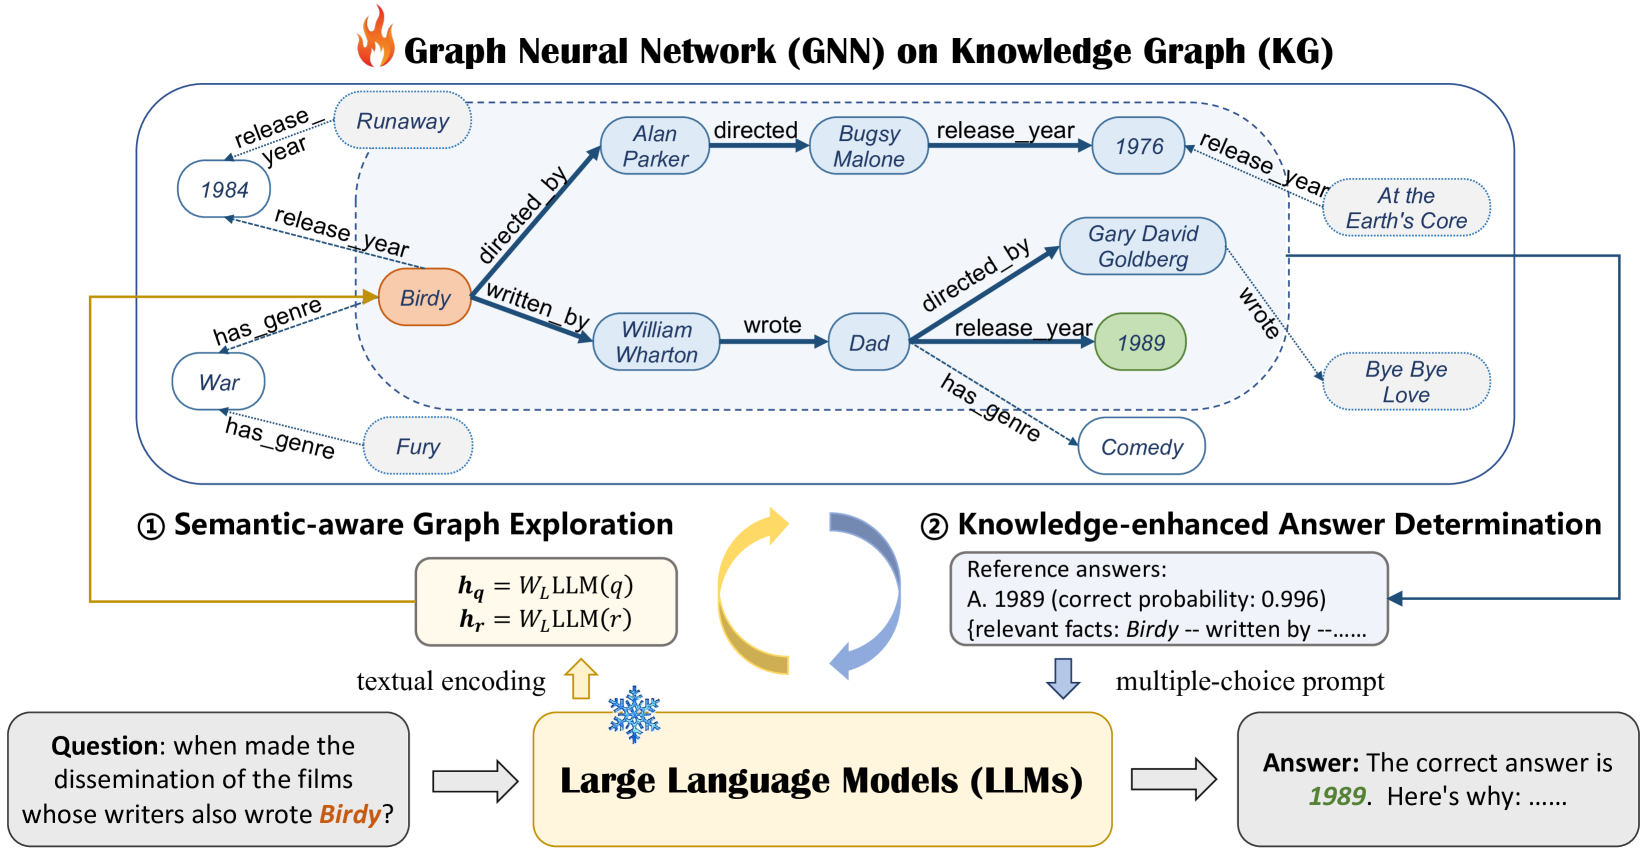 Graph Neural Network (GNN) on Knowledge Graph (KG)
Runaway
release_
year
1984
release_year
Alan
Parker
directed
Bugsy
Malone
release_year
1976
release_year
At the
Earth's Core
directed_by
Birdy
written_by
William
Wharton
wrote
Dad
directed_by
Gary David
Goldberg
release_year
1989
wrote
Bye Bye
Love
has_genre
War
has_genre
Fury
has_genre
Comedy
① Semantic-aware Graph Exploration
h_q = W_L LLM(q)
h_r = W_L LLM(r)
textual encoding
② Knowledge-enhanced Answer Determination
Reference answers:
A. 1989 (correct probability: 0.996)
{relevant facts: Birdy -- written by --……
multiple-choice prompt
Question: when made the
dissemination of the films
whose writers also wrote Birdy?
Large Language Models (LLMs)
Answer: The correct answer is
1989. Here's why: ……